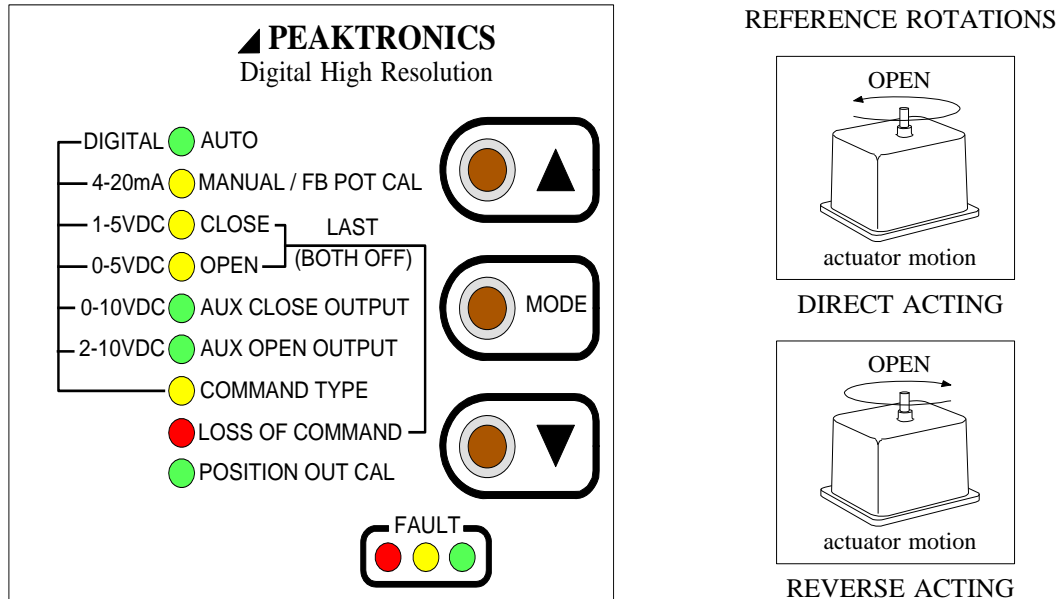 PEAKTRONICS
Digital High Resolution
DIGITAL AUTO
4-20mA MANUAL / FB POT CAL
1-5VDC CLOSE
LAST
0-5VDC OPEN (BOTH OFF)
0-10VDC AUX CLOSE OUTPUT
2-10VDC AUX OPEN OUTPUT
COMMAND TYPE
LOSS OF COMMAND
POSITION OUT CAL
MODE
FAULT
REFERENCE ROTATIONS
OPEN
actuator motion
DIRECT ACTING
OPEN
actuator motion
REVERSE ACTING